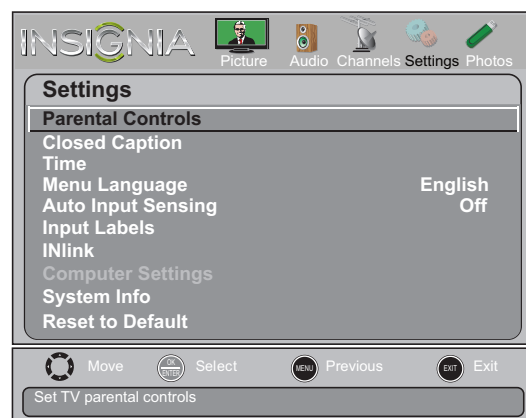 INSIGNIA
Picture Audio Channels Settings Photos
Settings
Parental Controls
Closed Caption
Time
Menu Language English
Auto Input Sensing Off
Input Labels
INlink
Computer Settings
System Info
Reset to Default
Move OK ENTER Select MENU Previous EXIT Exit
Set TV parental controls